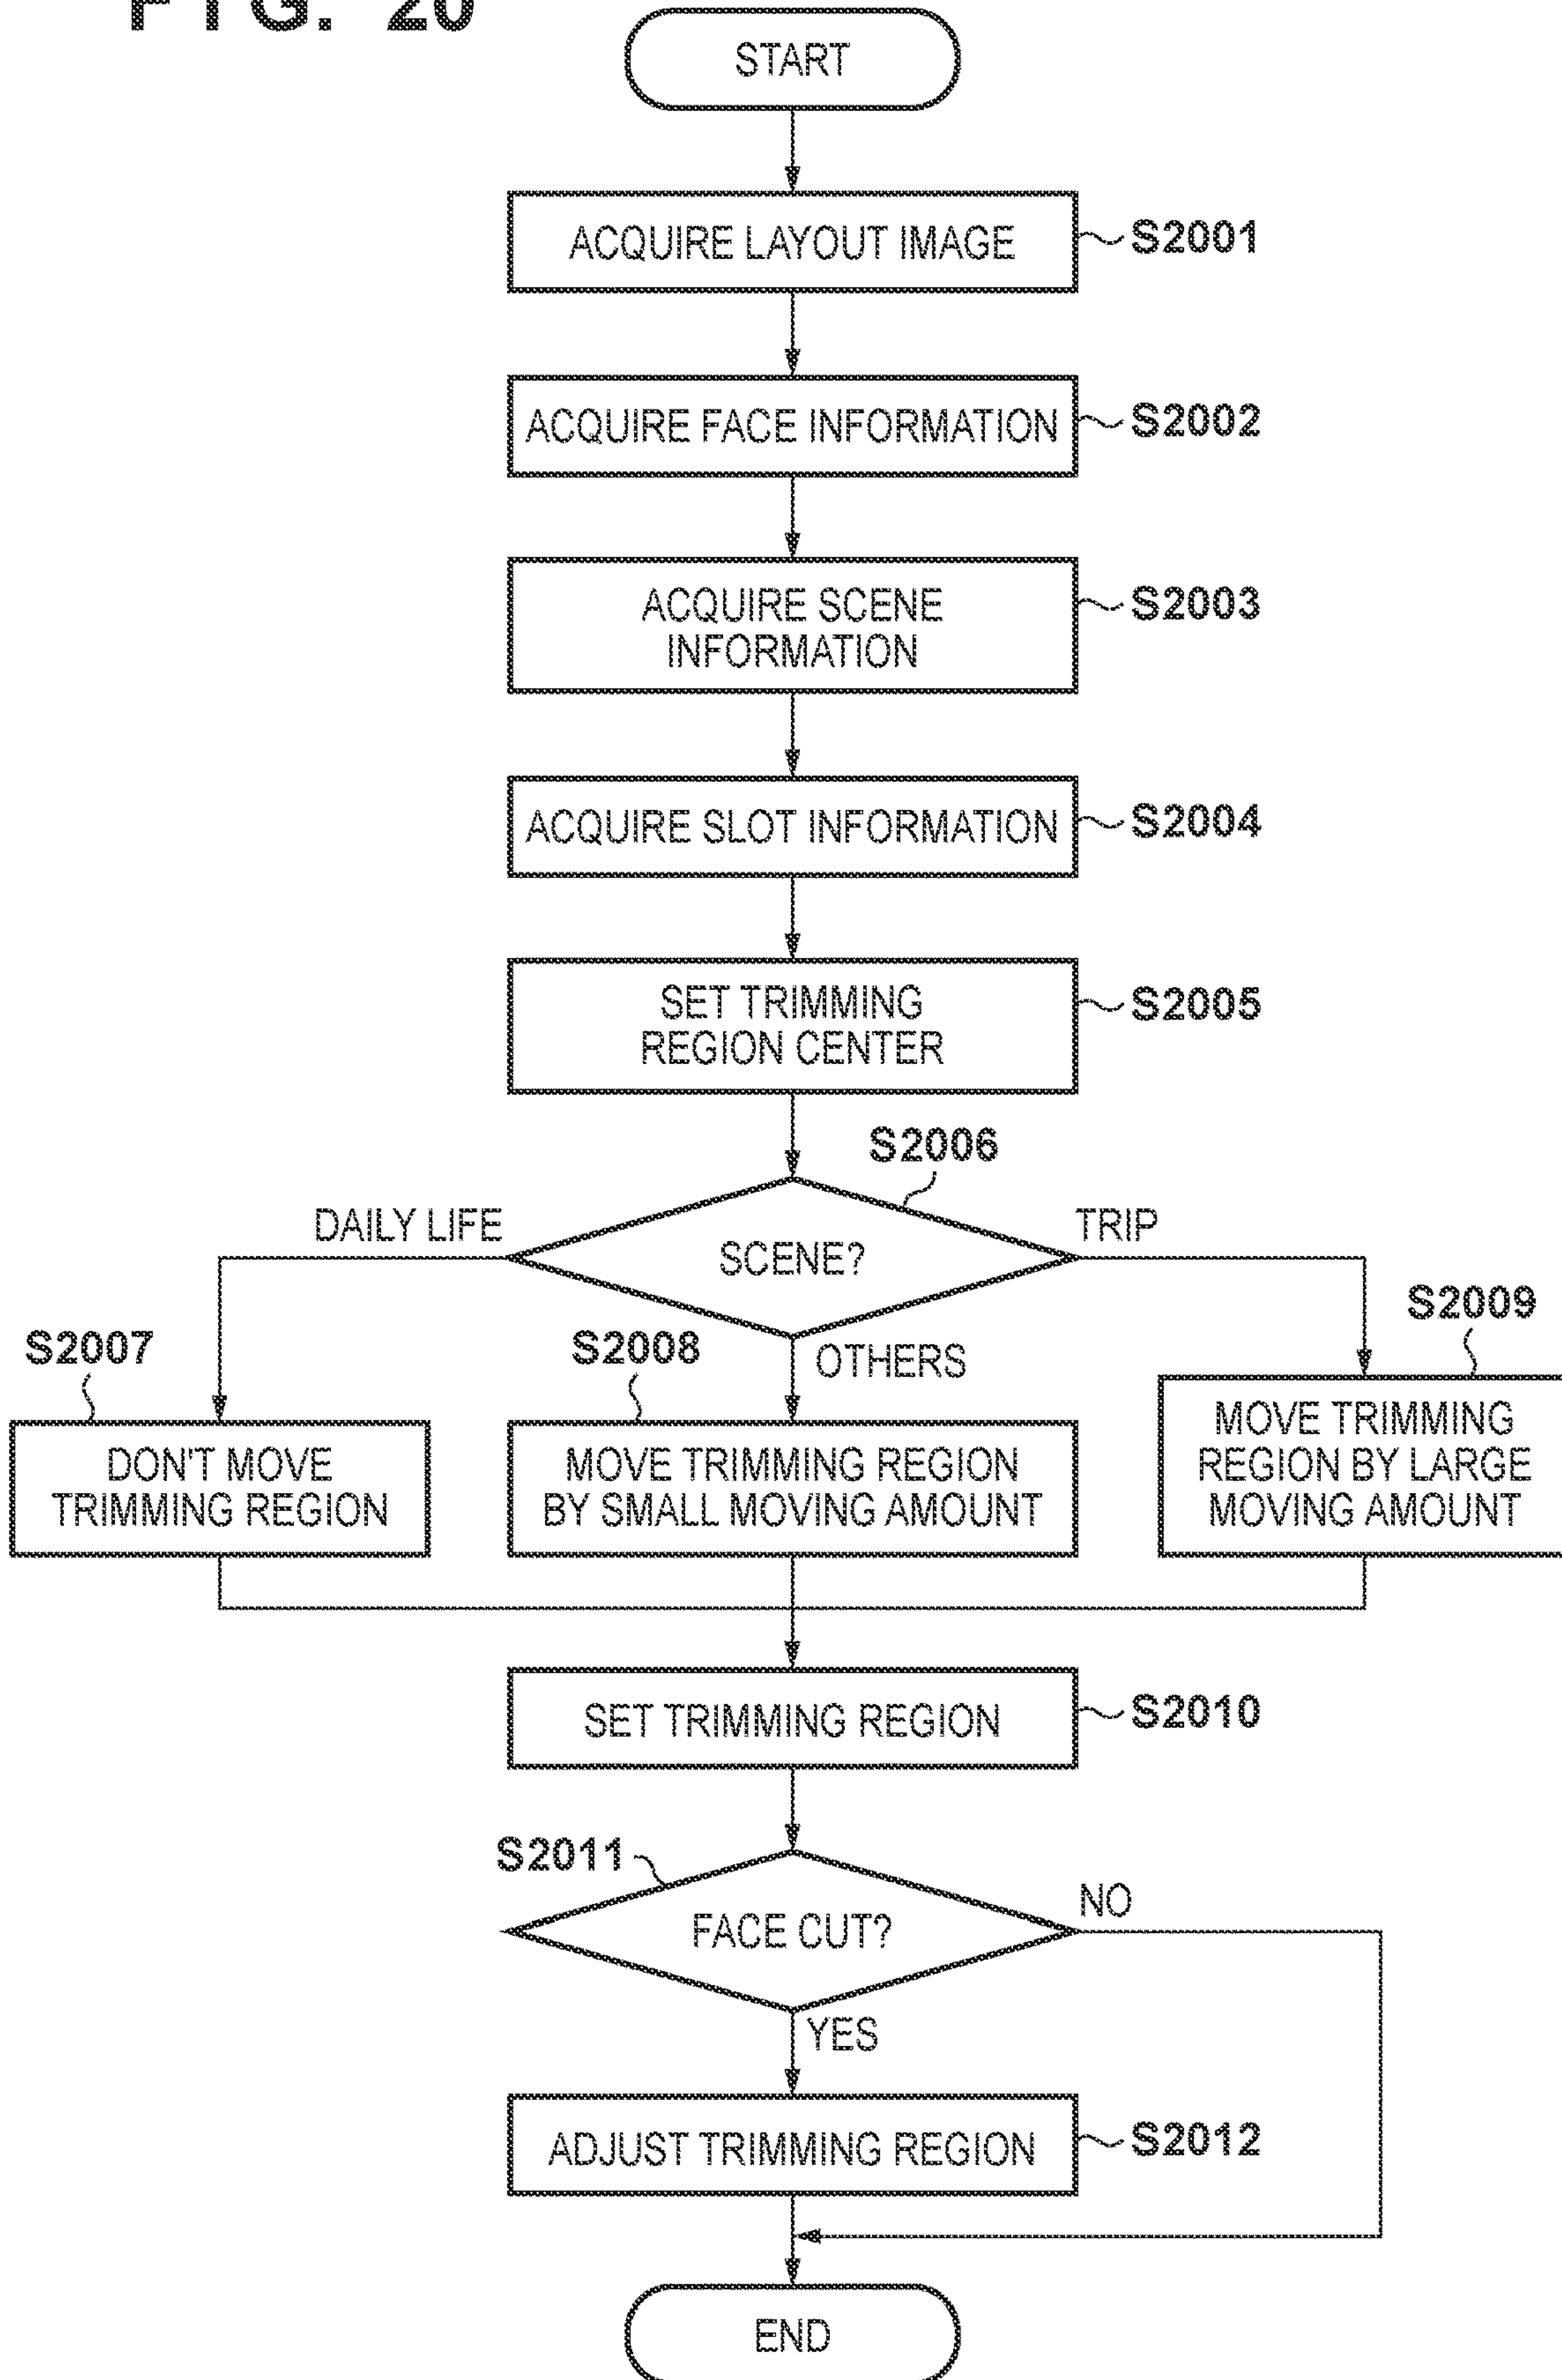 FIG. 20
START
ACQUIRE LAYOUT IMAGE
S2001
ACQUIRE FACE INFORMATION
S2002
ACQUIRE SCENE
INFORMATION
S2003
ACQUIRE SLOT INFORMATION
S2004
SET TRIMMING
REGION CENTER
S2005
S2006
DAILY LIFE
SCENE?
TRIP
OTHERS
S2007
DON'T MOVE
TRIMMING REGION
S2008
MOVE TRIMMING REGION
BY SMALL MOVING AMOUNT
S2009
MOVE TRIMMING
REGION BY LARGE
MOVING AMOUNT
SET TRIMMING REGION
S2010
S2011
FACE CUT?
NO
YES
ADJUST TRIMMING REGION
S2012
END